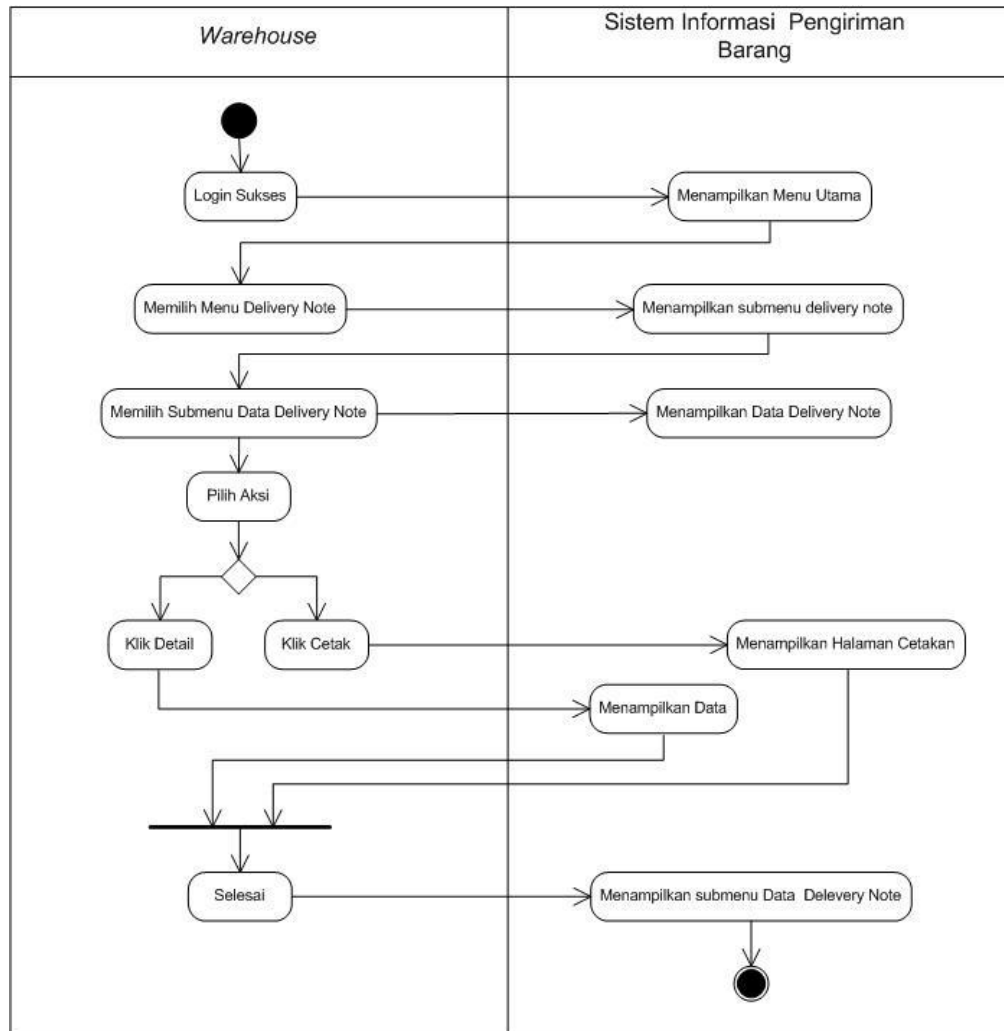 Warehouse
Sistem Informasi Pengiriman
Barang
Login Sukses
Menampilkan Menu Utama
Memilih Menu Delivery Note
Menampilkan submenu delivery note
Memilih Submenu Data Delivery Note
Menampilkan Data Delivery Note
Pilih Aksi
Klik Detail
Klik Cetak
Menampilkan Halaman Cetakan
Menampilkan Data
Selesai
Menampilkan submenu Data Delevery Note